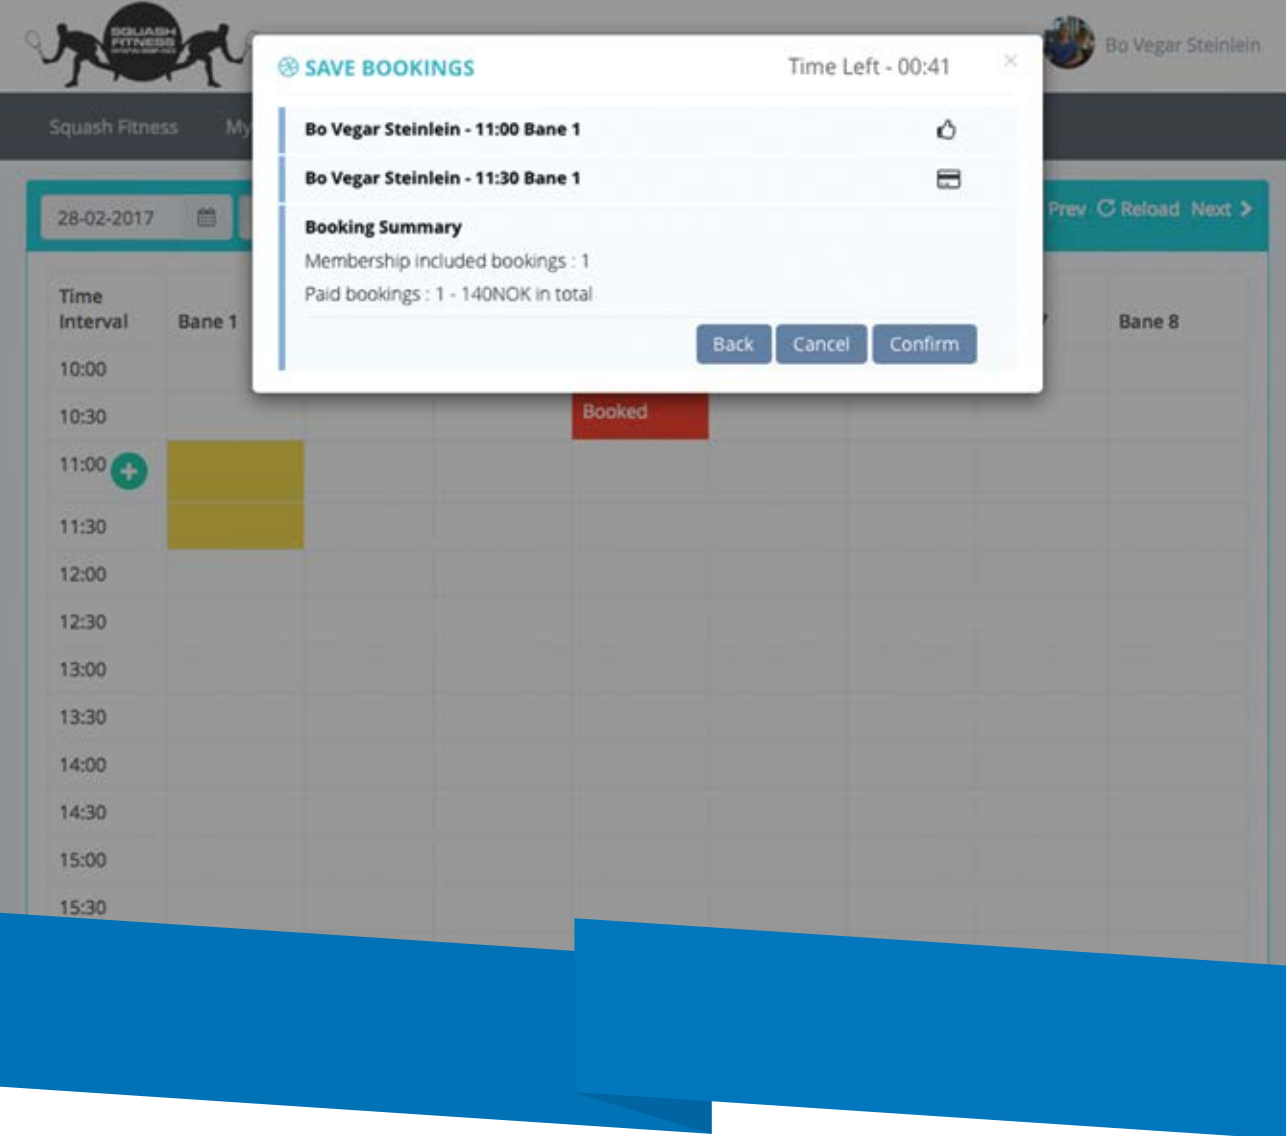 SQUASH
FITNESS
Bo Vegar Steinlein
SAVE BOOKINGS
Time Left - 00:41
×
Squash Fitness My
Bo Vegar Steinlein - 11:00 Bane 1
Bo Vegar Steinlein - 11:30 Bane 1
28-02-2017
Prev Reload Next
Booking Summary
Membership included bookings : 1
Paid bookings : 1 - 140NOK in total
Back Cancel Confirm
Time
Interval
Bane 1
Bane 8
10:00
10:30
Booked
11:00
11:30
12:00
12:30
13:00
13:30
14:00
14:30
15:00
15:30